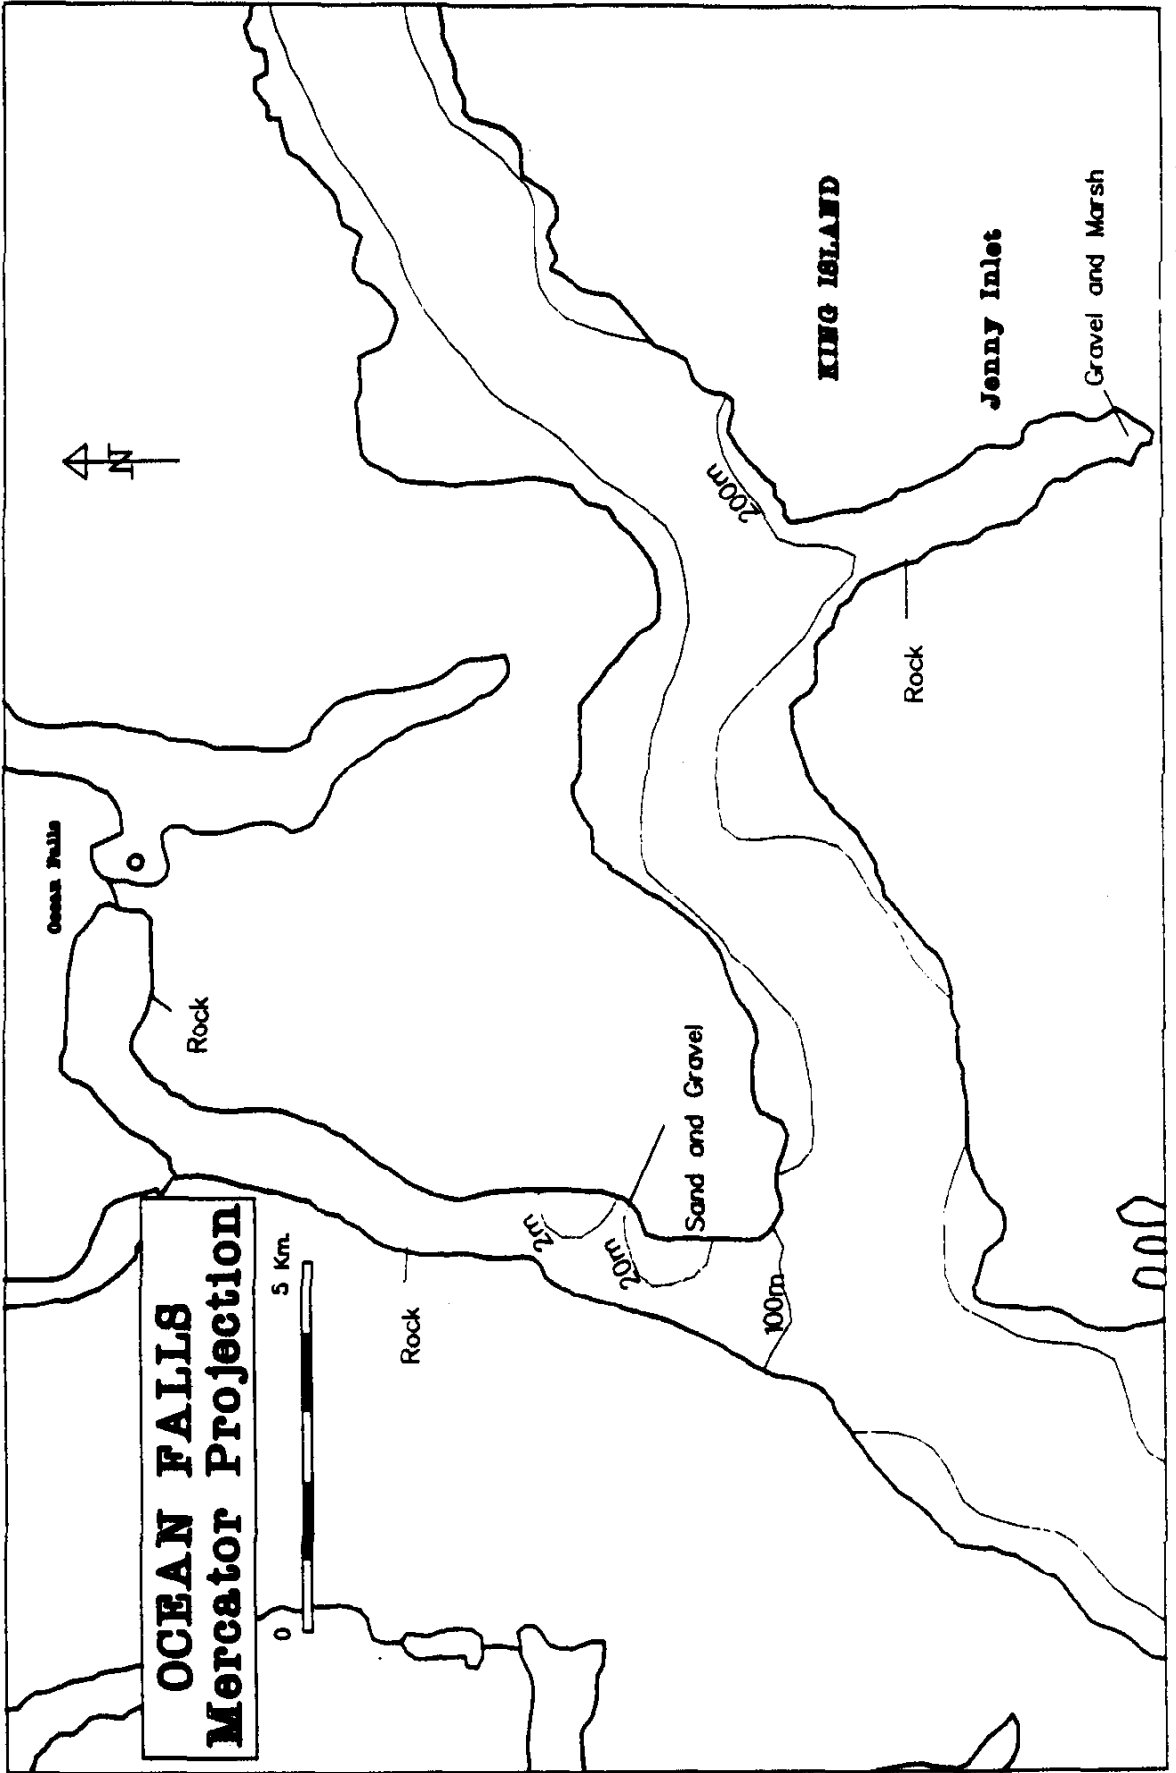 OCEAN FALLS
Mercator Projection
0
5 Km.
Ocean Falls
N
Rock
Rock
2m
20m
Sand and Gravel
100m
200m
KING ISLAND
Jenny Inlet
Gravel and Marsh
Rock